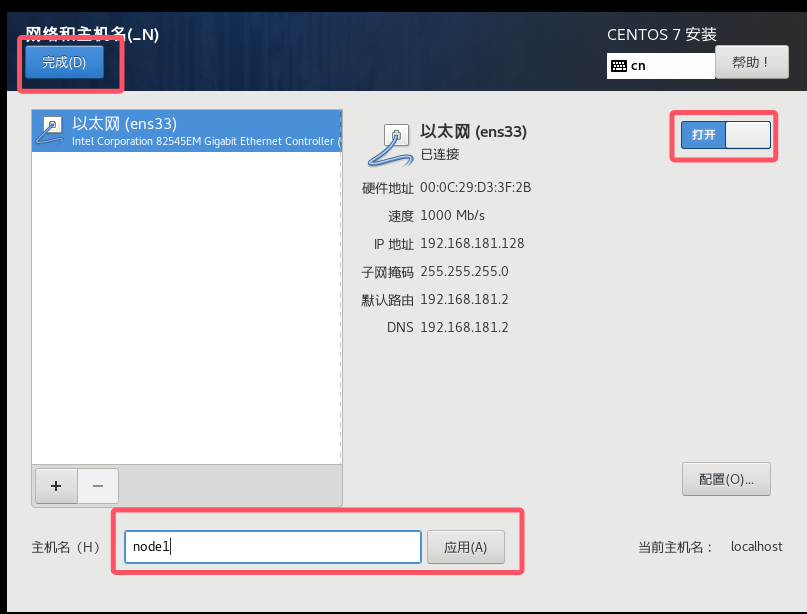 网络和主机名(_N)
CENTOS 7 安装
完成(D)
cn
帮助！
以太网 (ens33)
Intel Corporation 82545EM Gigabit Ethernet Controller (
以太网 (ens33)
已连接
打开
硬件地址 00:0C:29:D3:3F:2B
速度 1000 Mb/s
IP 地址 192.168.181.128
子网掩码 255.255.255.0
默认路由 192.168.181.2
DNS 192.168.181.2
+ −
配置(O)...
主机名（H）
node1
应用(A)
当前主机名：
localhost